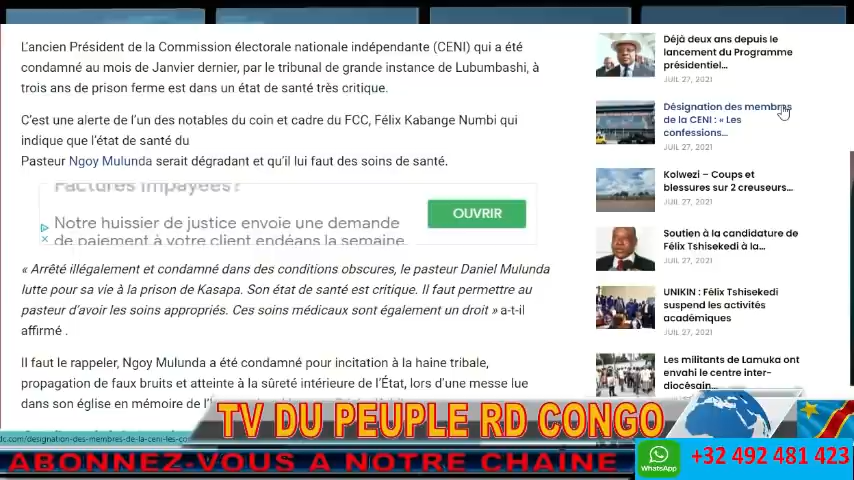 L'ancien Président de la Commission électorale nationale indépendante (CENI) qui a été
condamné au mois de Janvier dernier, par le tribunal de grande instance de Lubumbashi, à
trois ans de prison ferme est dans un état de santé très critique.
C'est une alerte de l'un des notables du coin et cadre du FCC, Félix Kabange Numbi qui
indique que l'état de santé du
Pasteur Ngoy Mulunda serait dégradant et qu'il lui faut des soins de santé.
Factures impayées?
Notre huissier de justice envoie une demande
de paiement à votre client endéans la semaine.
OUVRIR
« Arrêté illégalement et condamné dans des conditions obscures, le pasteur Daniel Mulunda
lutte pour sa vie à la prison de Kasapa. Son état de santé est critique. Il faut permettre au
pasteur d'avoir les soins appropriés. Ces soins médicaux sont également un droit » a-t-il
affirmé .
Il faut le rappeler, Ngoy Mulunda a été condamné pour incitation à la haine tribale,
propagation de faux bruits et atteinte à la sûreté intérieure de l'État, lors d'une messe lue
dans son église en mémoire de
Déjà deux ans depuis le
lancement du Programme
présidentiel...
JUIL 27, 2021
Désignation des membres
de la CENI : « Les
confessions...
JUIL 27, 2021
Kolwezi – Coups et
blessures sur 2 creuseurs...
JUIL 27, 2021
Soutien à la candidature de
Félix Tshisekedi à la...
JUIL 27, 2021
UNIKIN : Félix Tshisekedi
suspend les activités
académiques
JUIL 27, 2021
Les militants de Lamuka ont
envahi le centre inter-
diocésain...
dc.com/designation-des-membres-de-la-ceni-les-co
TV DU PEUPLE RD CONGO
ABONNEZ-VOUS A NOTRE CHAINE
WhatsApp
+32 492 481 423